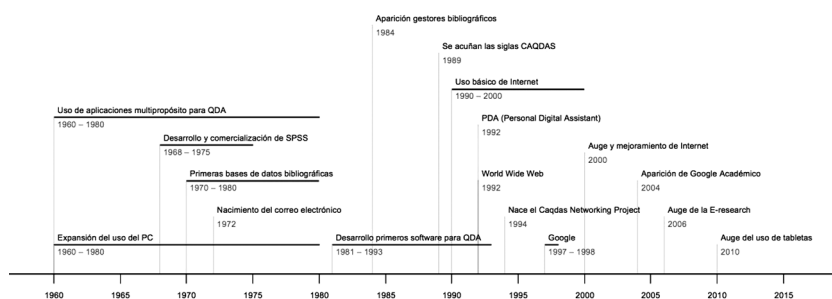 Aparición gestores bibliográficos
1984
Se acuñan las siglas CAQDAS
1989
Uso básico de Internet
1990 – 2000
Uso de aplicaciones multipropósito para QDA
1960 – 1980
PDA (Personal Digital Assistant)
1992
Desarrollo y comercialización de SPSS
1968 – 1975
Auge y mejoramiento de Internet
2000
Primeras bases de datos bibliográficas
1970 – 1980
World Wide Web
1992
Aparición de Google Académico
2004
Nacimiento del correo electrónico
1972
Nace el Caqdas Networking Project
1994
Auge de la E-research
2006
Expansión del uso del PC
1960 – 1980
Desarrollo primeros software para QDA
1981 – 1993
Google
1997 – 1998
Auge del uso de tabletas
2010
1960 1965 1970 1975 1980 1985 1990 1995 2000 2005 2010 2015